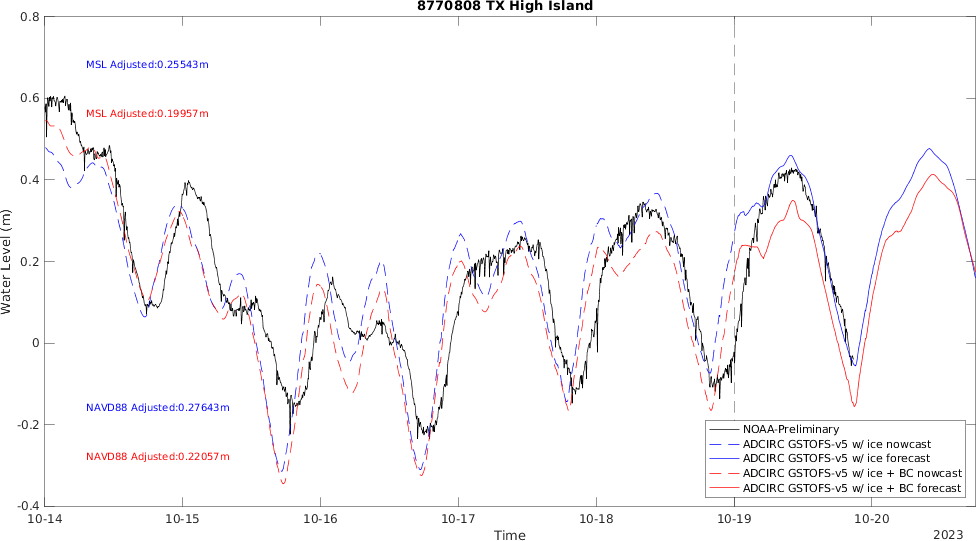 8770808 TX High Island
0.8
0.6
0.4
0.2
0
-0.2
-0.4
Water Level (m)
MSL Adjusted:0.25543m
MSL Adjusted:0.19957m
NAVD88 Adjusted:0.27643m
NAVD88 Adjusted:0.22057m
NOAA-Preliminary
ADCIRC GSTOFS-v5 w/ ice nowcast
ADCIRC GSTOFS-v5 w/ ice forecast
ADCIRC GSTOFS-v5 w/ ice + BC nowcast
ADCIRC GSTOFS-v5 w/ ice + BC forecast
10-14 10-15 10-16 10-17 10-18 10-19 10-20
Time
2023